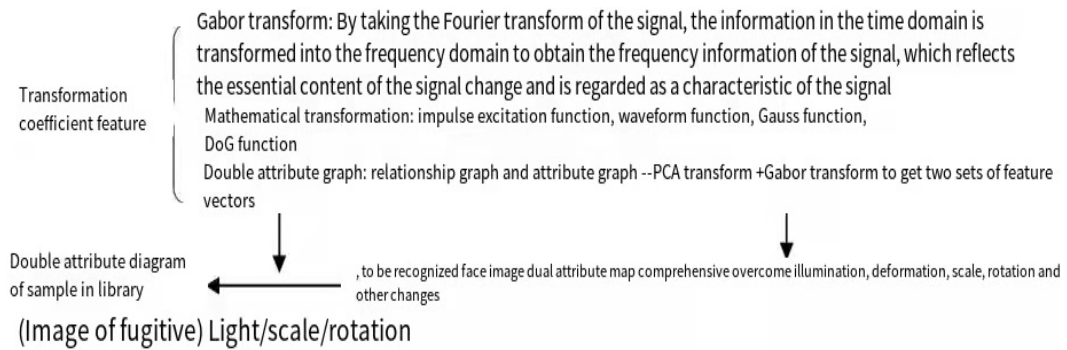 Gabor transform: By taking the Fourier transform of the signal, the information in the time domain is
transformed into the frequency domain to obtain the frequency information of the signal, which reflects
the essential content of the signal change and is regarded as a characteristic of the signal
Transformation
coefficient feature
Mathematical transformation: impulse excitation function, waveform function, Gauss function,
DoG function
Double attribute graph: relationship graph and attribute graph --PCA transform +Gabor transform to get two sets of feature
vectors
Double attribute diagram
of sample in library
, to be recognized face image dual attribute map comprehensive overcome illumination, deformation, scale, rotation and
other changes
(Image of fugitive) Light/scale/rotation